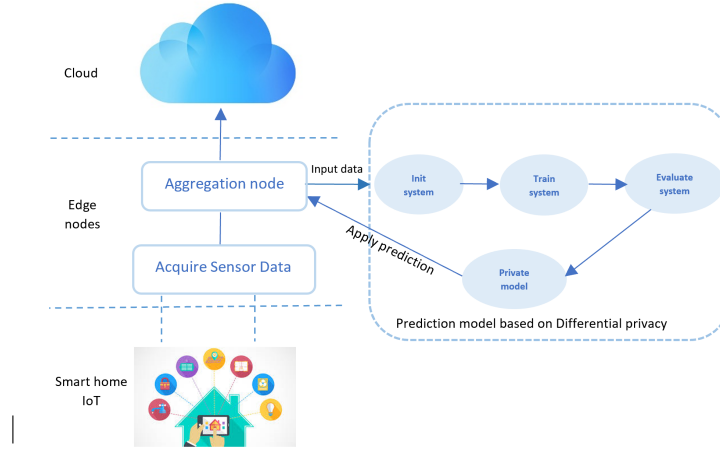 Cloud
Aggregation node
Input data
Init
system
Train
system
Evaluate
system
Edge
nodes
Apply prediction
Acquire Sensor Data
Private
model
Prediction model based on Differential privacy
Smart home
IoT